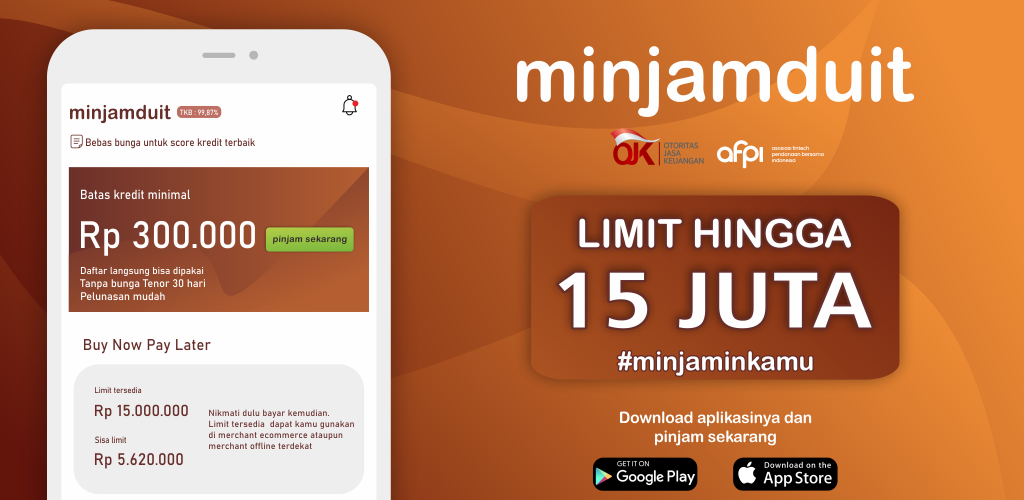 minjamduit
TKB : 99,87%
Bebas bunga untuk score kredit terbaik
Batas kredit minimal
Rp 300.000
pinjam sekarang
Daftar langsung bisa dipakai
Tanpa bunga Tenor 30 hari
Pelunasan mudah
Buy Now Pay Later
Limit tersedia
Rp 15.000.000
Sisa limit
Rp 5.620.000
Nikmati dulu bayar kemudian.
Limit tersedia dapat kamu gunakan
di merchant ecommerce ataupun
merchant offline terdekat
minjamduit
OJK
OTORITAS
JASA
KEUANGAN
afpi
asosiasi fintech
pendanaan bersama
indonesia
LIMIT HINGGA
15 JUTA
#minjaminkamu
Download aplikasinya dan
pinjam sekarang
GET IT ON
Google Play
Download on the
App Store